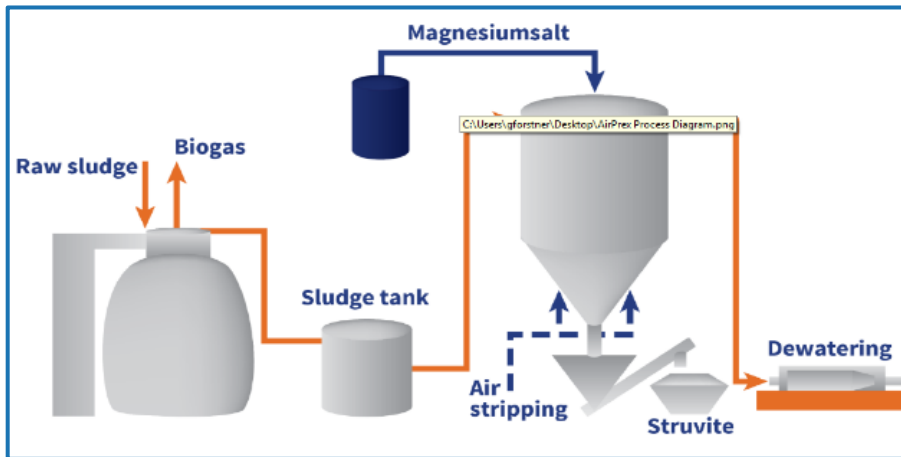 Magnesiumsalt
C:\Users\gforstner\Desktop\AirPrex Process Diagram.png
Biogas
Raw sludge
Sludge tank
Dewatering
Air
stripping
Struvite